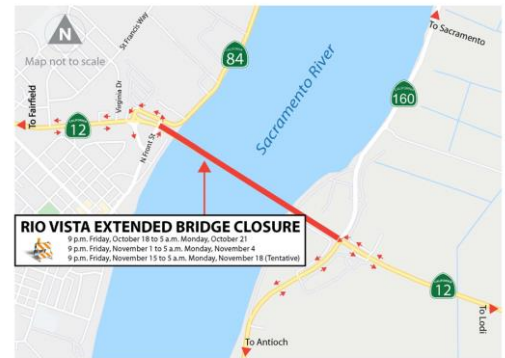 N
Map not to scale
St Francis Way
84
To Sacramento
Sacramento River
160
Virginia Dr
To Fairfield
12
N Front St
RIO VISTA EXTENDED BRIDGE CLOSURE
9 p.m. Friday, October 18 to 5 a.m. Monday, October 21
9 p.m. Friday, November 1 to 5 a.m. Monday, November 4
9 p.m. Friday, November 15 to 5 a.m. Monday, November 18 (Tentative)
12
To Lodi
To Antioch